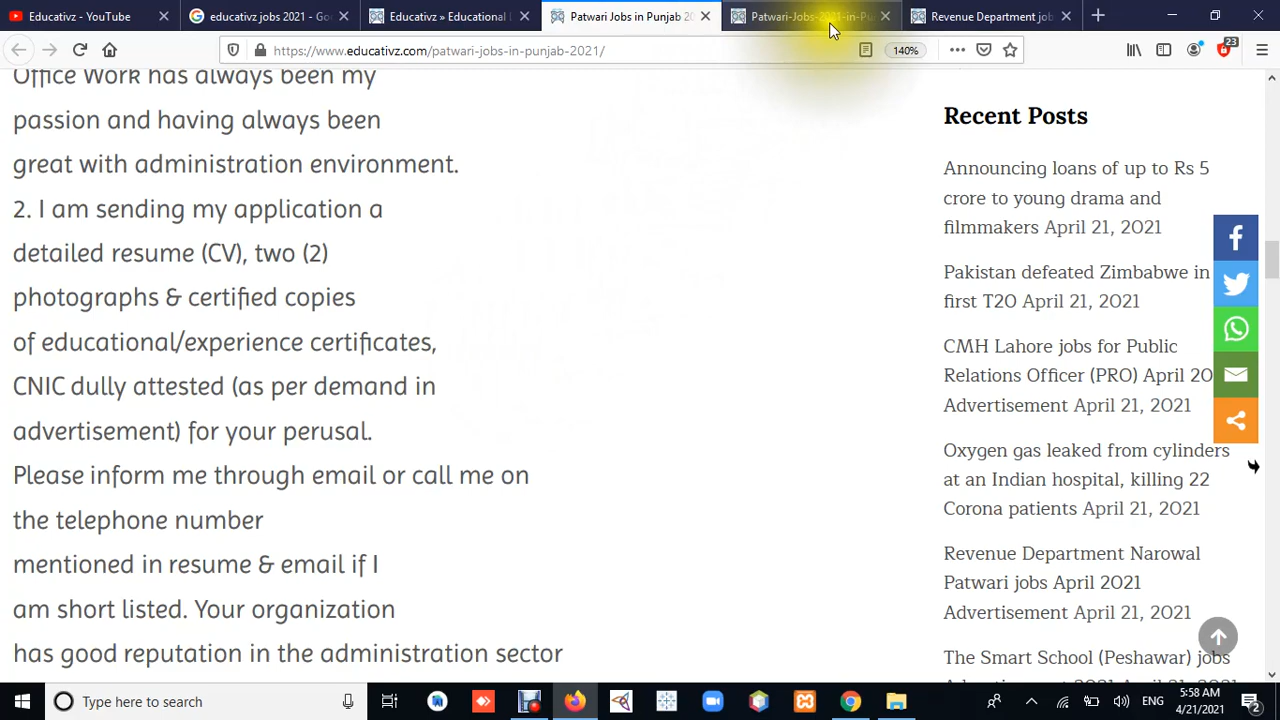 Educativz - YouTube
educativz jobs 2021 - Go
Educativz » Educational
Patwari Jobs in Punjab 20
Patwari-Jobs-2021-in-Pu
Revenue Department job
https://www.educativz.com/patwari-jobs-in-punjab-2021/
140%
23
Office Work has always been my
passion and having always been
great with administration environment.
2. I am sending my application a
detailed resume (CV), two (2)
photographs & certified copies
of educational/experience certificates,
CNIC dully attested (as per demand in
advertisement) for your perusal.
Please inform me through email or call me on
the telephone number
mentioned in resume & email if I
am short listed. Your organization
has good reputation in the administration sector
Recent Posts
Announcing loans of up to Rs 5
crore to young drama and
filmmakers April 21, 2021
Pakistan defeated Zimbabwe in
first T20 April 21, 2021
CMH Lahore jobs for Public
Relations Officer (PRO) April 20
Advertisement April 21, 2021
Oxygen gas leaked from cylinders
at an Indian hospital, killing 22
Corona patients April 21, 2021
Revenue Department Narowal
Patwari jobs April 2021
Advertisement April 21, 2021
The Smart School (Peshawar) jobs
Type here to search
ENG
5:58 AM
4/21/2021
2